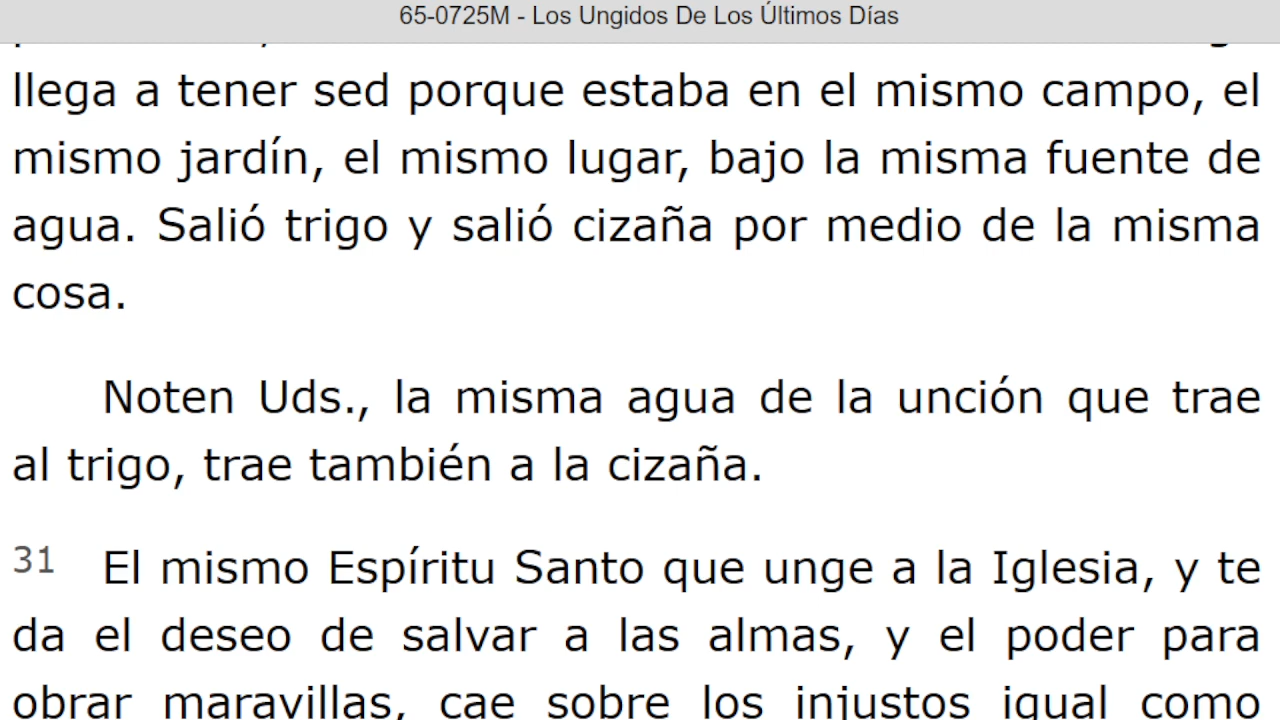 65-0725M - Los Ungidos De Los Últimos Días
llega a tener sed porque estaba en el mismo campo, el
mismo jardín, el mismo lugar, bajo la misma fuente de
agua. Salió trigo y salió cizaña por medio de la misma
cosa.
Noten Uds., la misma agua de la unción que trae
al trigo, trae también a la cizaña.
31 El mismo Espíritu Santo que unge a la Iglesia, y te
da el deseo de salvar a las almas, y el poder para
obrar maravillas, cae sobre los injustos igual como